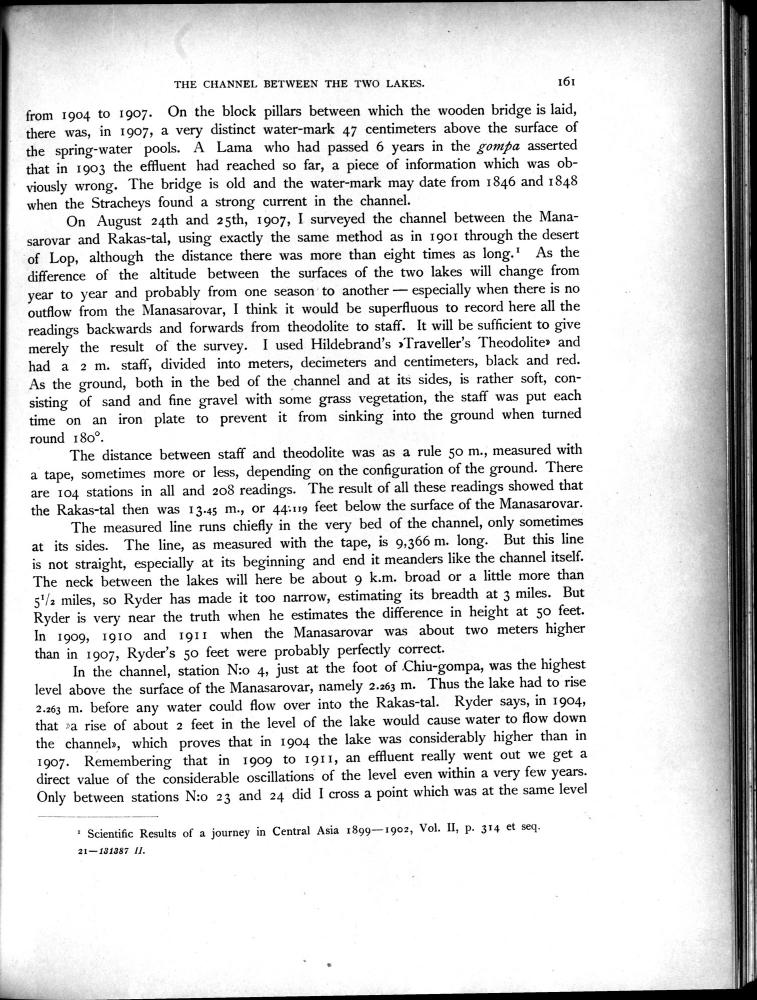 THE CHANNEL BETWEEN THE TWO LAKES. 161
from 1904 to 1907. On the block pillars between which the wooden bridge is laid,
there was, in 1907, a very distinct water-mark 47 centimeters above the surface of
the spring-water pools. A Lama who had passed 6 years in the gompa asserted
that in 1903 the effluent had reached so far, a piece of information which was ob-
viously wrong. The bridge is old and the water-mark may date from 1846 and 1848
when the Stracheys found a strong current in the channel.
On August 24th and 25th, 1907, I surveyed the channel between the Mana-
sarovar and Rakas-tal, using exactly the same method as in 1901 through the desert
of Lop, although the distance there was more than eight times as long.¹ As the
difference of the altitude between the surfaces of the two lakes will change from
year to year and probably from one season to another — especially when there is no
outflow from the Manasarovar, I think it would be superfluous to record here all the
readings backwards and forwards from theodolite to staff. It will be sufficient to give
merely the result of the survey. I used Hildebrand's ›Traveller's Theodolite» and
had a 2 m. staff, divided into meters, decimeters and centimeters, black and red.
As the ground, both in the bed of the channel and at its sides, is rather soft, con-
sisting of sand and fine gravel with some grass vegetation, the staff was put each
time on an iron plate to prevent it from sinking into the ground when turned
round 180°.
The distance between staff and theodolite was as a rule 50 m., measured with
a tape, sometimes more or less, depending on the configuration of the ground. There
are 104 stations in all and 208 readings. The result of all these readings showed that
the Rakas-tal then was 13.45 m., or 44.119 feet below the surface of the Manasarovar.
The measured line runs chiefly in the very bed of the channel, only sometimes
at its sides. The line, as measured with the tape, is 9,366 m. long. But this line
is not straight, especially at its beginning and end it meanders like the channel itself.
The neck between the lakes will here be about 9 k.m. broad or a little more than
5¹/₂ miles, so Ryder has made it too narrow, estimating its breadth at 3 miles. But
Ryder is very near the truth when he estimates the difference in height at 50 feet.
In 1909, 1910 and 1911 when the Manasarovar was about two meters higher
than in 1907, Ryder's 50 feet were probably perfectly correct.
In the channel, station N:o 4, just at the foot of Chiu-gompa, was the highest
level above the surface of the Manasarovar, namely 2.263 m. Thus the lake had to rise
2.263 m. before any water could flow over into the Rakas-tal. Ryder says, in 1904,
that »a rise of about 2 feet in the level of the lake would cause water to flow down
the channel», which proves that in 1904 the lake was considerably higher than in
1907. Remembering that in 1909 to 1911, an effluent really went out we get a
direct value of the considerable oscillations of the level even within a very few years.
Only between stations N:o 23 and 24 did I cross a point which was at the same level
¹ Scientific Results of a journey in Central Asia 1899—1902, Vol. II, p. 314 et seq.
21—131387 II.